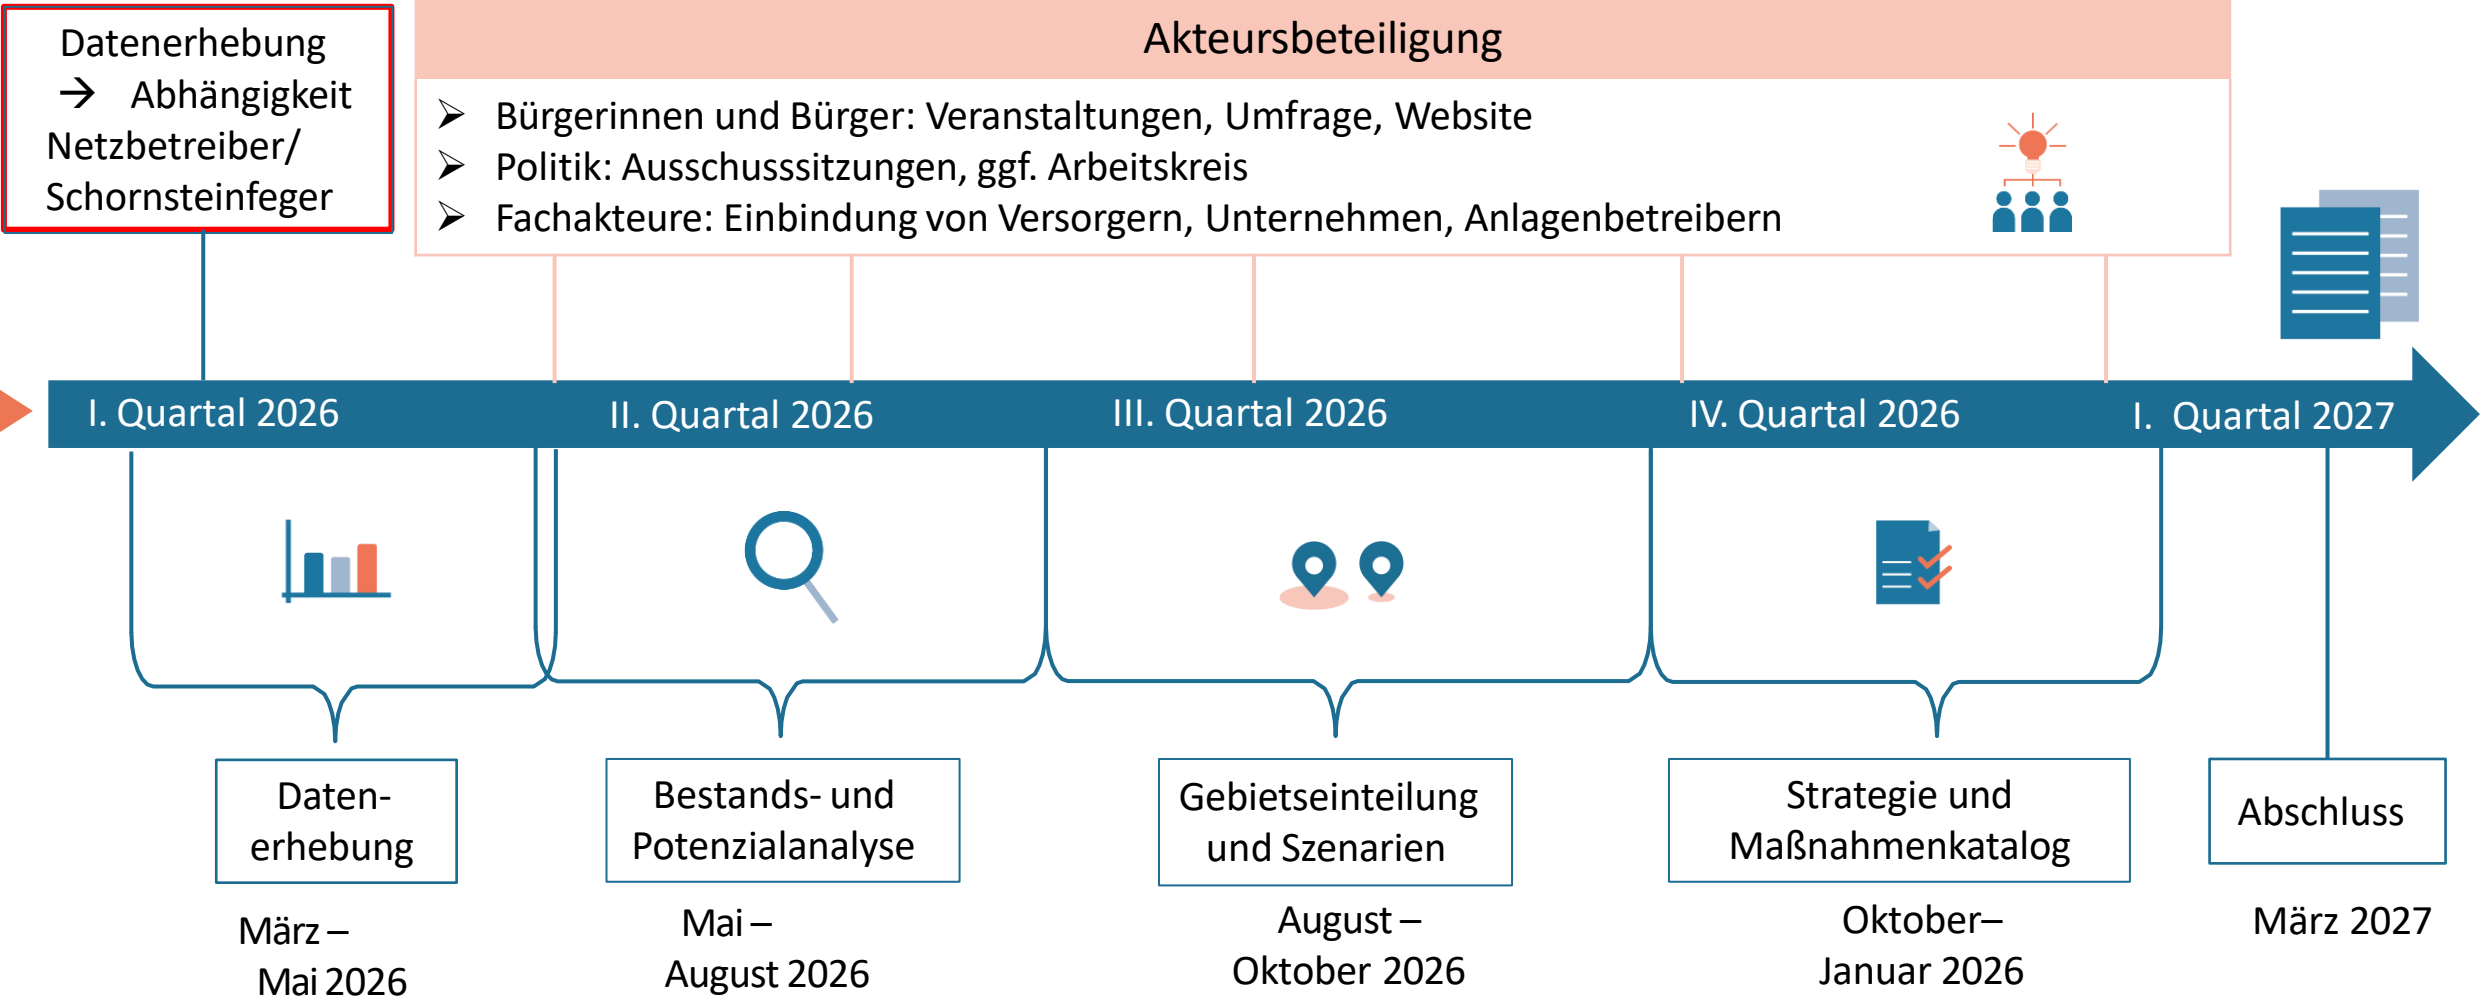 Datenerhebung
→ Abhängigkeit
Netzbetreiber/
Schornsteinfeger
Akteursbeteiligung
➢ Bürgerinnen und Bürger: Veranstaltungen, Umfrage, Website
➢ Politik: Ausschusssitzungen, ggf. Arbeitskreis
➢ Fachakteure: Einbindung von Versorgern, Unternehmen, Anlagenbetreibern
I. Quartal 2026
II. Quartal 2026
III. Quartal 2026
IV. Quartal 2026
I. Quartal 2027
Daten-
erhebung
März –
Mai 2026
Bestands- und
Potenzialanalyse
Mai –
August 2026
Gebietseinteilung
und Szenarien
August –
Oktober 2026
Strategie und
Maßnahmenkatalog
Oktober–
Januar 2026
Abschluss
März 2027